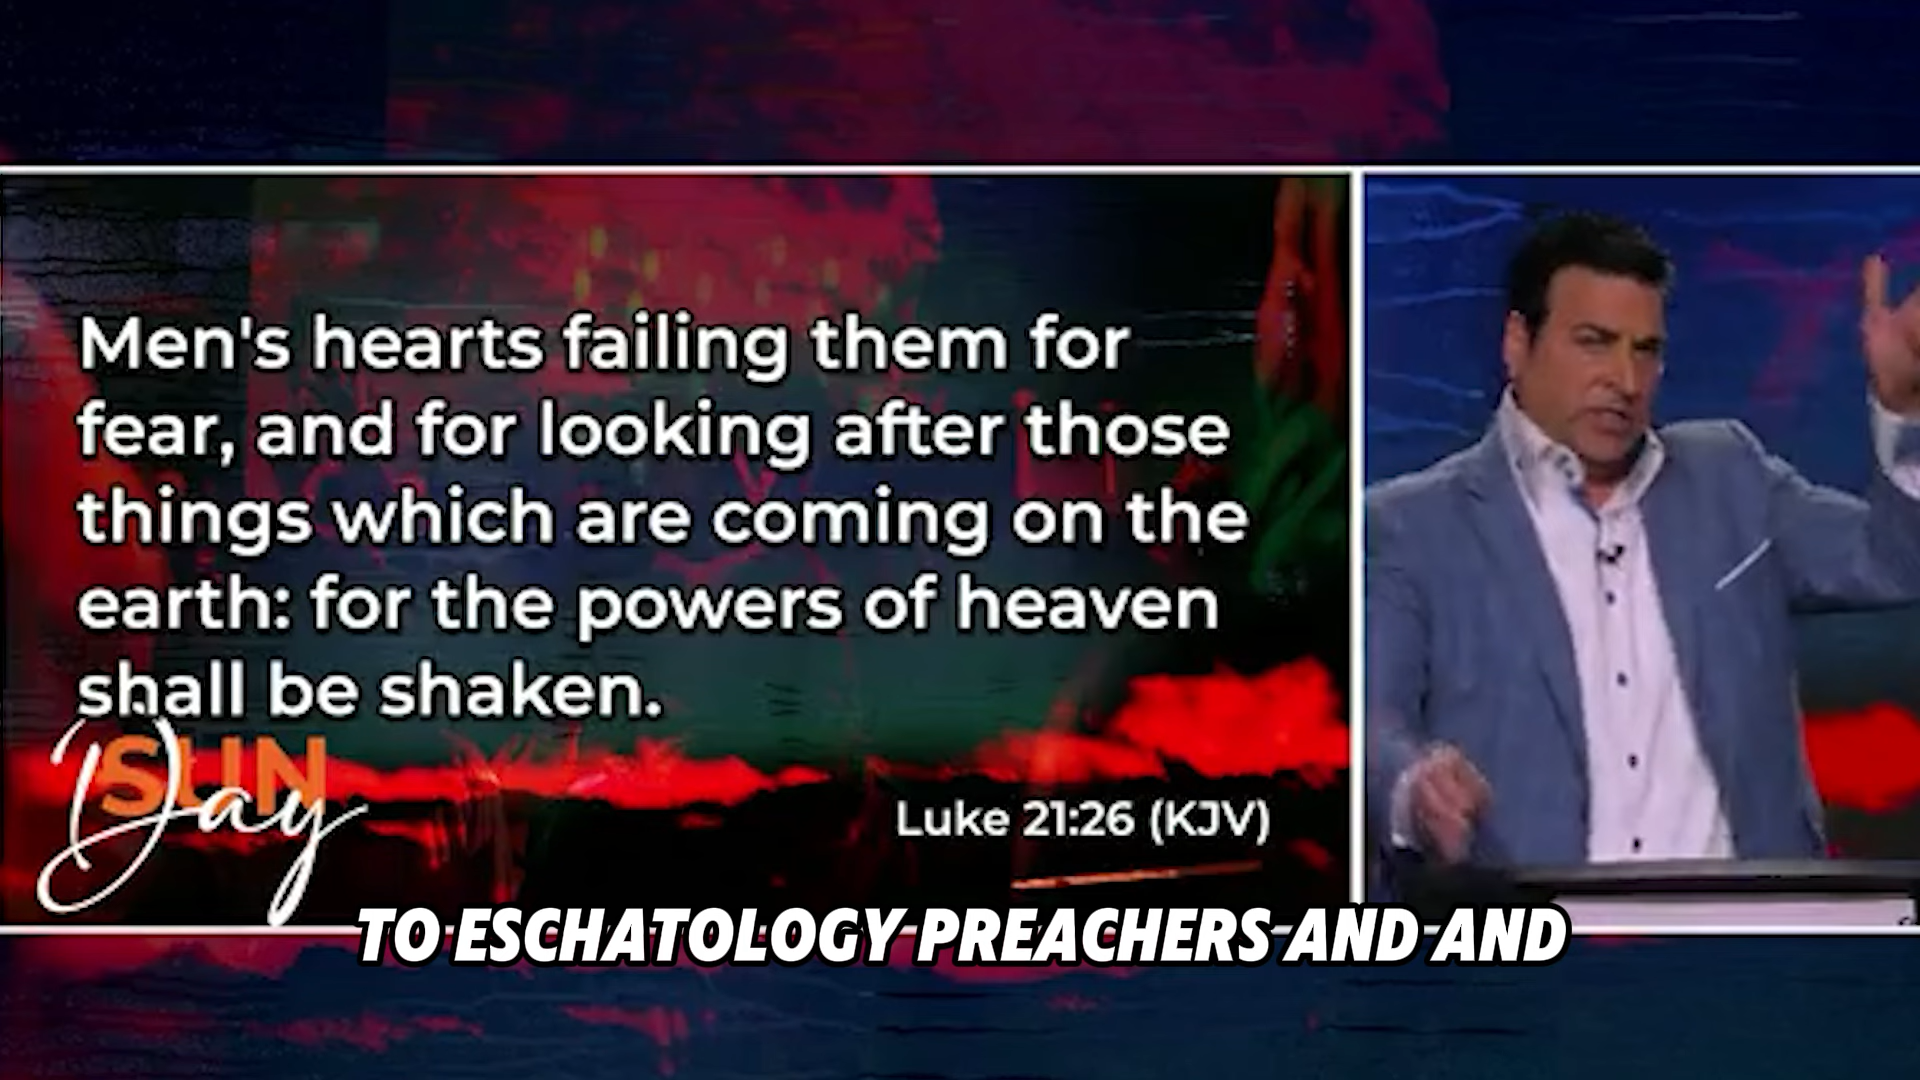 Men's hearts failing them for
fear, and for looking after those
things which are coming on the
earth: for the powers of heaven
shall be shaken.
SUN
Day
Luke 21:26 (KJV)
TO ESCHATOLOGY PREACHERS AND AND